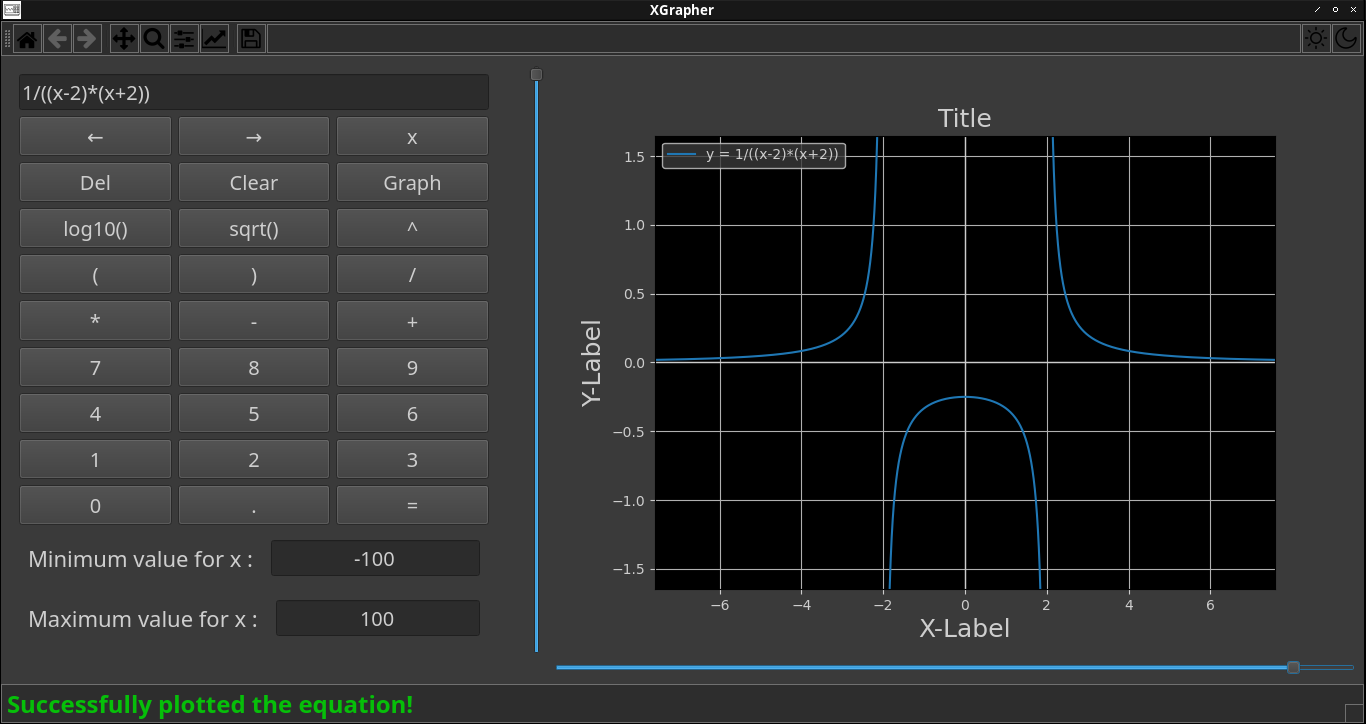 XGrapher
1/((x-2)*(x+2))
← → x
Del Clear Graph
log10() sqrt() ^
( ) /
* - +
7 8 9
4 5 6
1 2 3
0 . =
Minimum value for x : -100
Maximum value for x : 100
Title
y = 1/((x-2)*(x+2))
1.5
1.0
0.5
0.0
−0.5
−1.0
−1.5
Y-Label
−6 −4 −2 0 2 4 6
X-Label
Successfully plotted the equation!